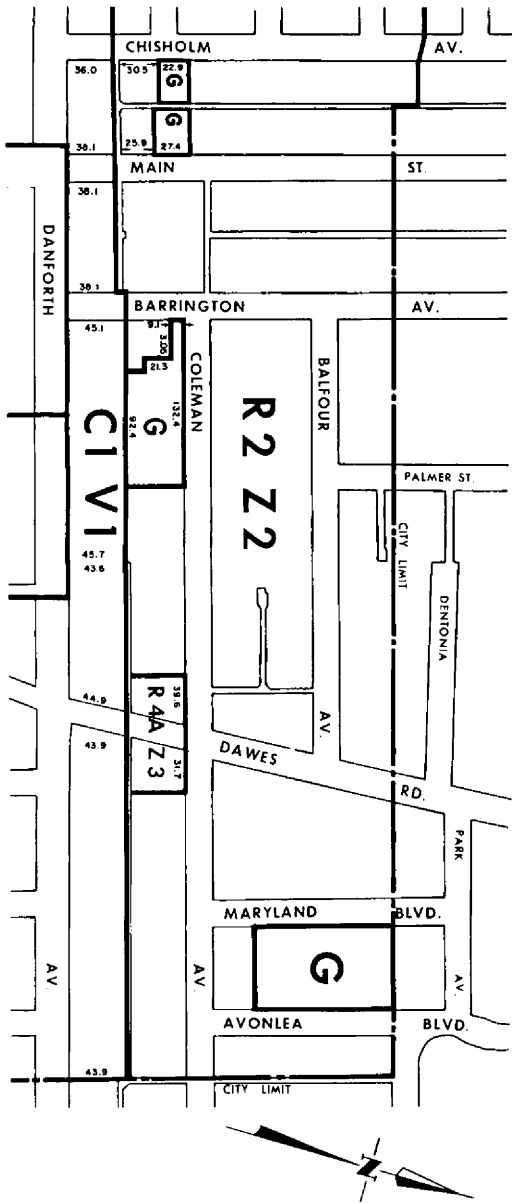 CHISHOLM AV.
36.0 30.5 22.9
G
G
38.1 25.9 27.4
MAIN ST.
38.1
DANFORTH
38.1
BARRINGTON AV.
45.1 9.1
3.05
21.3
COLEMAN
BALFOUR
132.4
92.4
G
R2 Z2
C1 V1
PALMER ST.
CITY LIMIT
45.7
43.6
DENTONIA
44.9
39.6
R4A Z3
31.7
43.9
DAWES RD.
AV.
PARK
MARYLAND BLVD.
G
AV.
AV.
AV.
AVONLEA BLVD.
43.9
CITY LIMIT
N